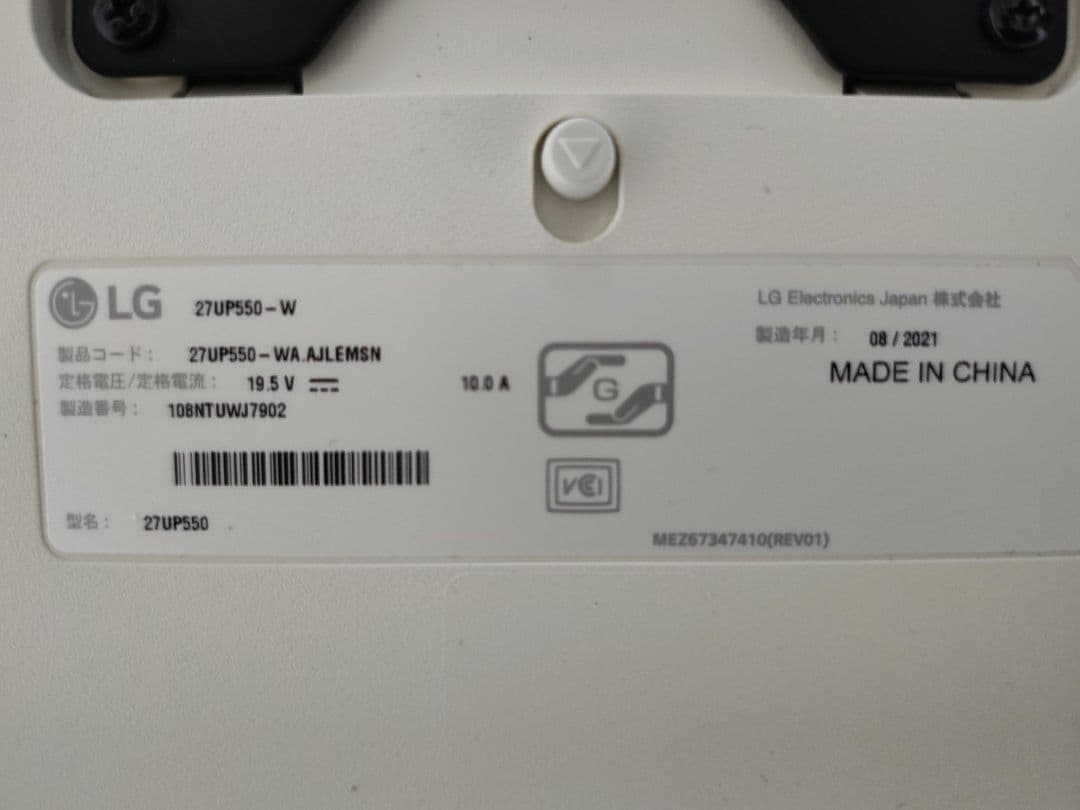 LG 27UP550-W
製品コード: 27UP550-WA.AJLEMSN
定格電圧/定格電流: 19.5 V ⎓ 10.0 A
製造番号: 108NTUWJ7902
型名: 27UP550
G
VCI
LG Electronics Japan 株式会社
製造年月: 08 / 2021
MADE IN CHINA
MEZ67347410(REV01)